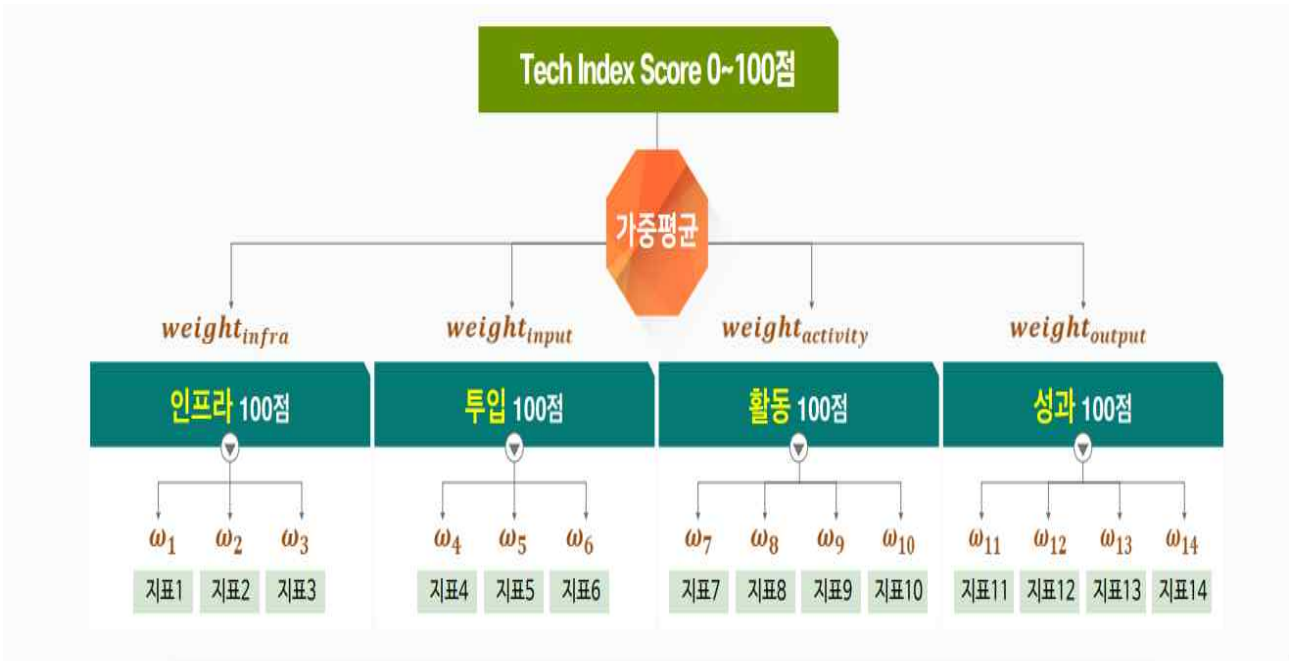 Tech Index Score 0~100점
가중평균
weight_infra weight_input weight_activity weight_output
인프라 100점 투입 100점 활동 100점 성과 100점
ω1 ω2 ω3 ω4 ω5 ω6 ω7 ω8 ω9 ω10 ω11 ω12 ω13 ω14
지표1 지표2 지표3 지표4 지표5 지표6 지표7 지표8 지표9 지표10 지표11 지표12 지표13 지표14